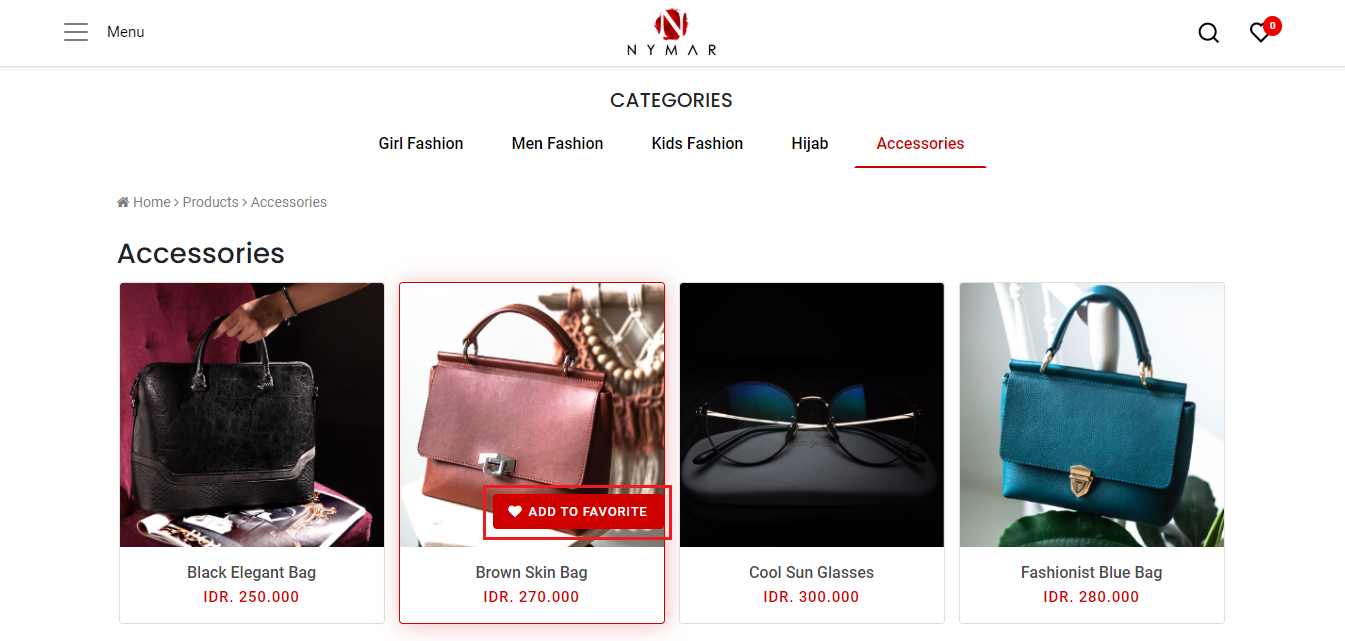 Menu
N
NYMAR
0
CATEGORIES
Girl Fashion Men Fashion Kids Fashion Hijab Accessories
Home > Products > Accessories
Accessories
ADD TO FAVORITE
Black Elegant Bag
IDR. 250.000
Brown Skin Bag
IDR. 270.000
Cool Sun Glasses
IDR. 300.000
Fashionist Blue Bag
IDR. 280.000